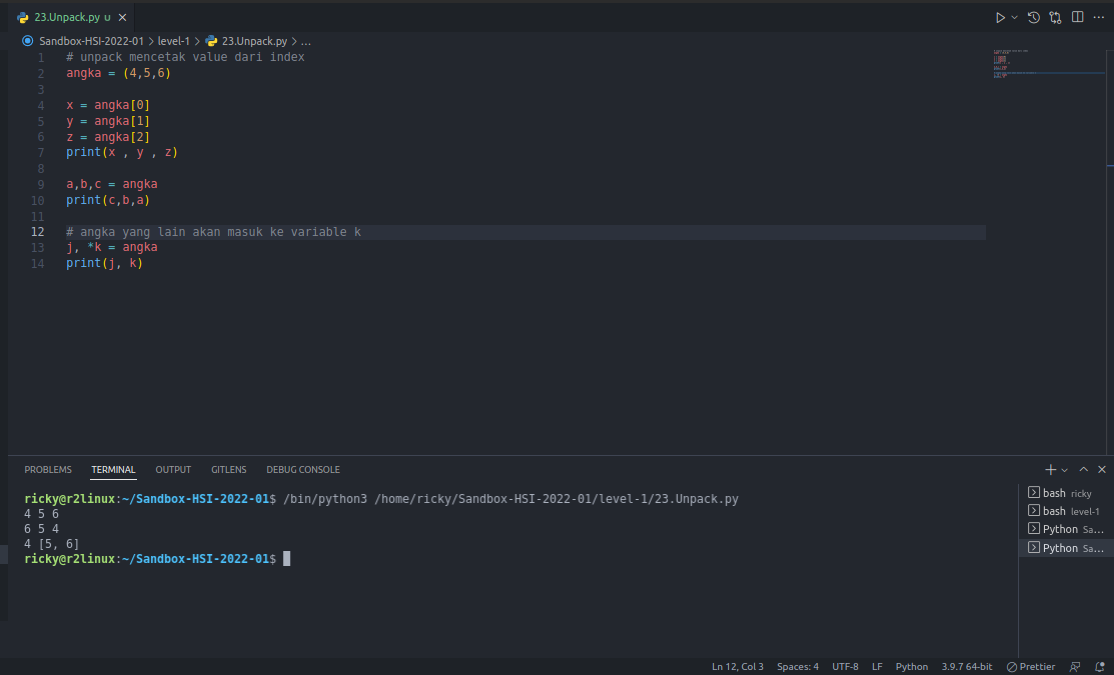 23.Unpack.py U
Sandbox-HSI-2022-01 > level-1 > 23.Unpack.py > ...
1 # unpack mencetak value dari index
2 angka = (4,5,6)
3
4 x = angka[0]
5 y = angka[1]
6 z = angka[2]
7 print(x , y , z)
8
9 a,b,c = angka
10 print(c,b,a)
11
12 # angka yang lain akan masuk ke variable k
13 j, *k = angka
14 print(j, k)
PROBLEMS TERMINAL OUTPUT GITLENS DEBUG CONSOLE
ricky@r2linux:~/Sandbox-HSI-2022-01$ /bin/python3 /home/ricky/Sandbox-HSI-2022-01/level-1/23.Unpack.py
4 5 6
6 5 4
4 [5, 6]
ricky@r2linux:~/Sandbox-HSI-2022-01$
bash ricky
bash level-1
Python Sa...
Python Sa...
Ln 12, Col 3 Spaces: 4 UTF-8 LF Python 3.9.7 64-bit Prettier